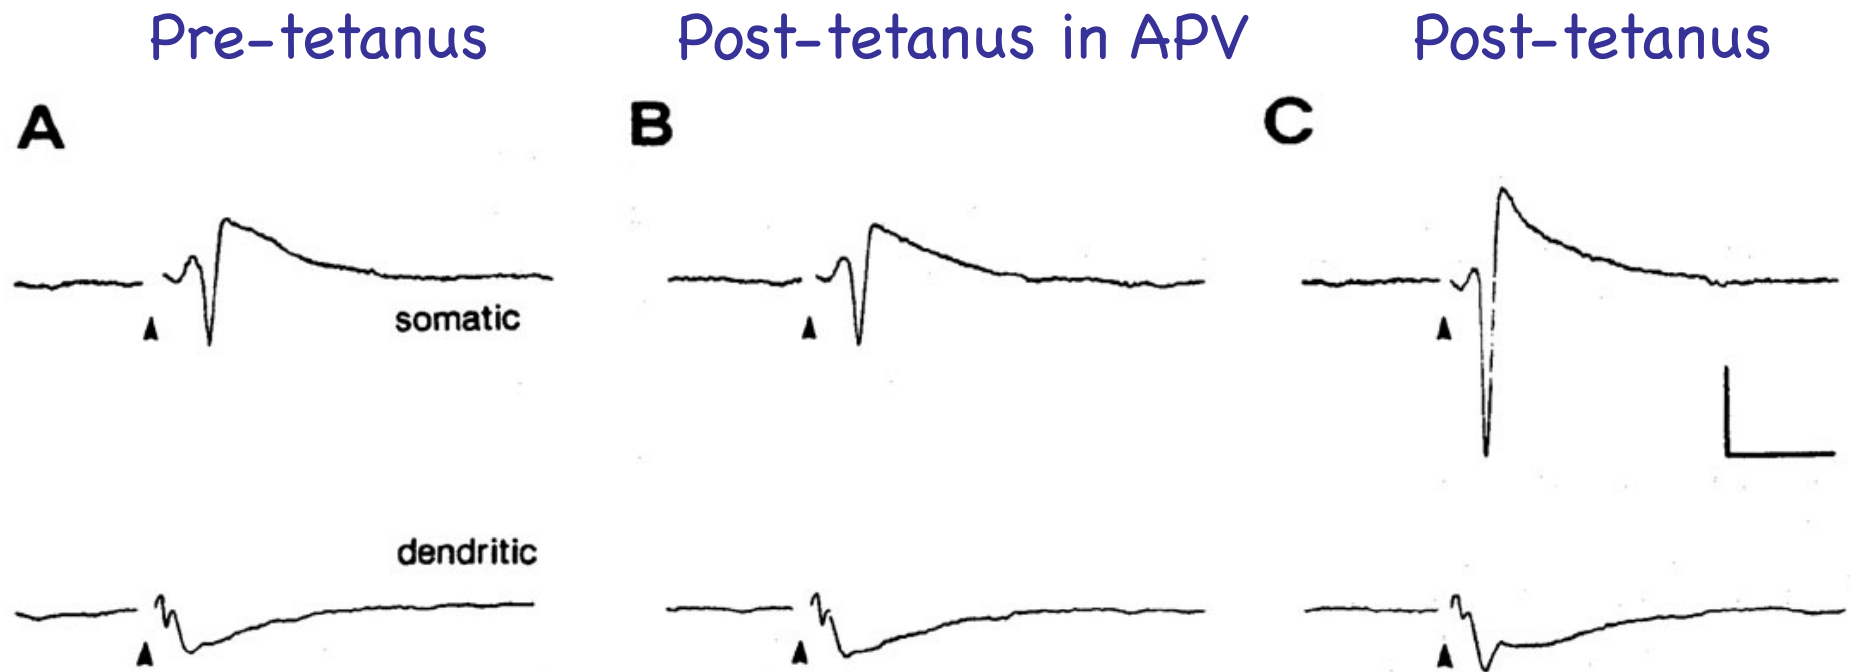 Pre-tetanus
Post-tetanus in APV
Post-tetanus
A
B
C
somatic
dendritic